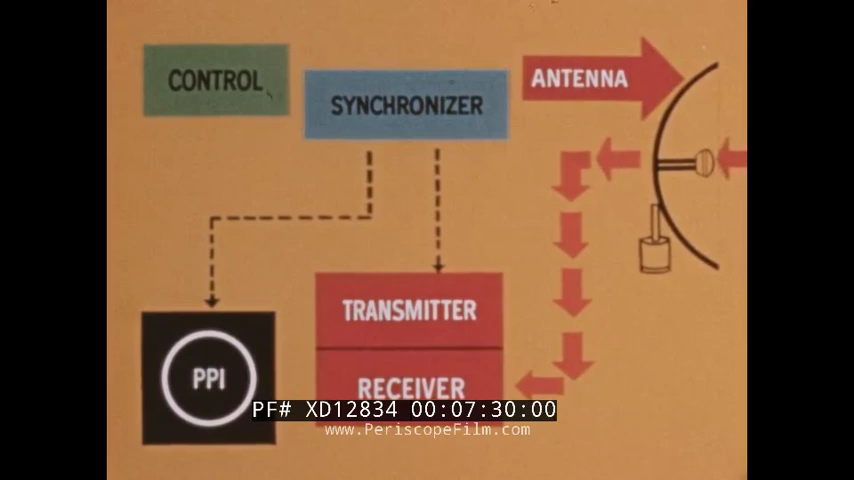 CONTROL
SYNCHRONIZER
ANTENNA
TRANSMITTER
PPI
RECEIVER
PF# XD12834 00:07:30:00
www.PeriscopeFilm.com